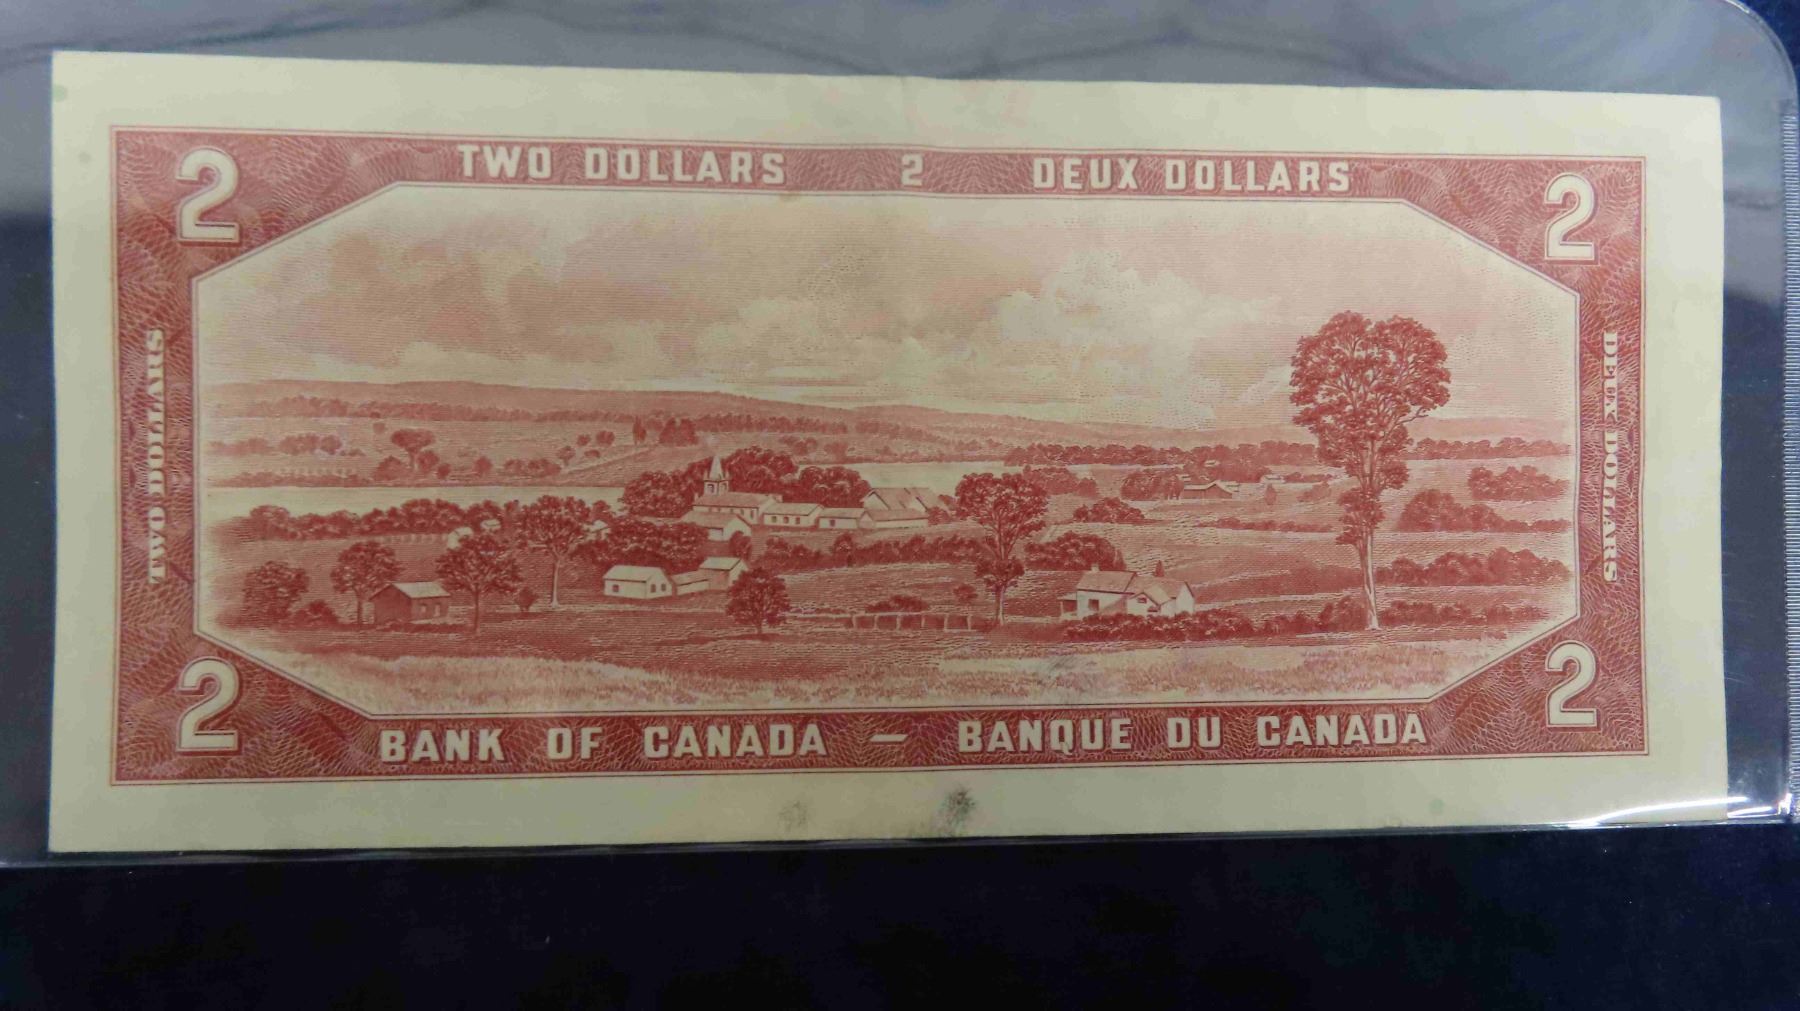 2 TWO DOLLARS 2 DEUX DOLLARS 2
TWO DOLLARS
DEUX DOLLARS
2 BANK OF CANADA — BANQUE DU CANADA 2